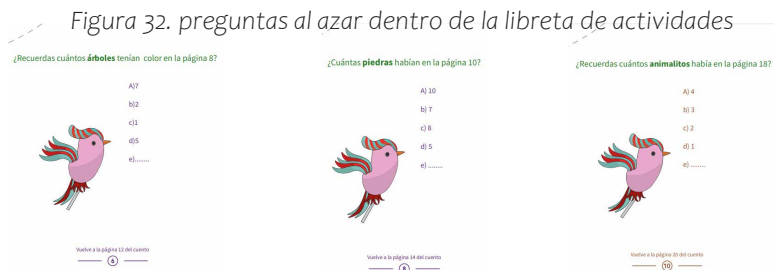 Figura 32. preguntas al azar dentro de la libreta de actividades
¿Recuerdas cuántos árboles tenían color en la página 8?
A)7
b)2
c)1
d)5
e)........
Vuelve a la página 12 del cuento
6
¿Cuántas piedras habían en la página 10?
A) 10
b) 7
c) 8
d) 5
e) ........
Vuelve a la página 14 del cuento
8
¿Recuerdas cuántos animalitos había en la página 18?
A) 4
b) 3
c) 2
d) 1
e) ........
Vuelve a la página 20 del cuento
10